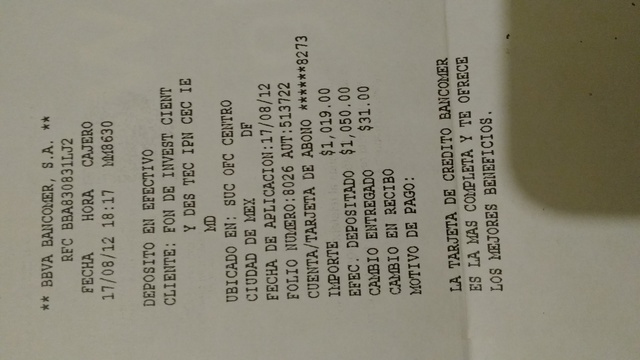 ** BBVA BANCOMER, S.A. **
RFC BBA830831LJ2
FECHA HORA CAJERO
17/08/12 18:17 MM8630
DEPOSITO EN EFECTIVO
CLIENTE: FON DE INVEST CIENT
Y DES TEC IPN CEC IE
MD
UBICADO EN: SUC OFC CENTRO
CIUDAD DE MEX DF
FECHA DE APLICACION:17/08/12
FOLIO NUMERO:8026 AUT:513722
CUENTA/TARJETA DE ABONO ******8273
IMPORTE $1,019.00
EFEC. DEPOSITADO $1,050.00
CAMBIO ENTREGADO $31.00
CAMBIO EN RECIBO
MOTIVO DE PAGO:
LA TARJETA DE CREDITO BANCOMER
ES LA MAS COMPLETA Y TE OFRECE
LOS MEJORES BENEFICIOS.